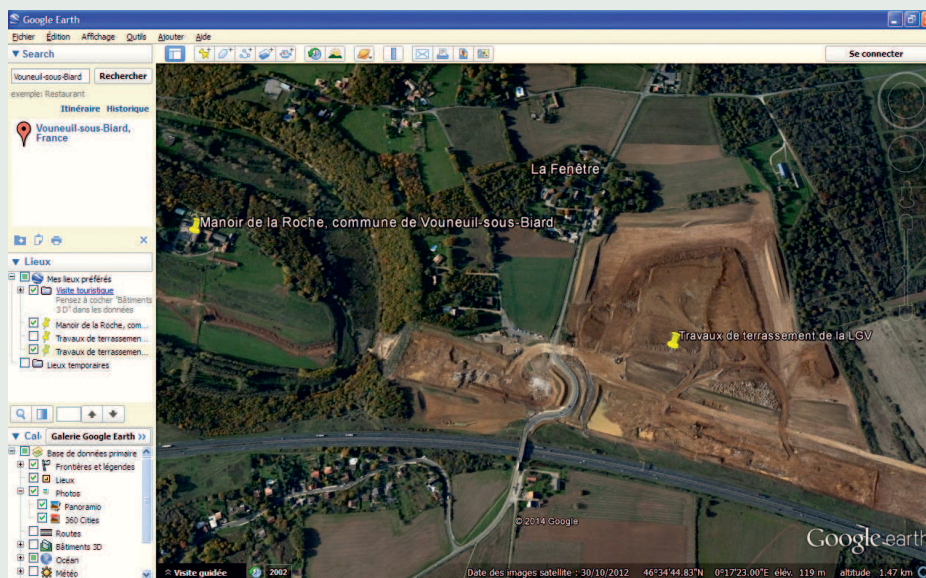 Google Earth
Fichier Édition Affichage Outils Ajouter Aide
Search
Se connecter
Vouneuil-sous-Biard Rechercher
exemple: Restaurant
Itinéraire Historique
Vouneuil-sous-Biard,
France
La Fenêtre
Manoir de la Roche, commune de Vouneuil-sous-Biard
Travaux de terrassement de la LGV
Lieux
Mes lieux préférés
Visite touristique
Pensez à cocher "Bâtiments
3D" dans les données
Manoir de la Roche, com...
Travaux de terrassemen...
Travaux de terrassemen...
Lieux temporaires
Cal Galerie Google Earth >>
Base de données primaire
Frontières et légendes
Lieux
Photos
Panoramio
360 Cities
Routes
Bâtiments 3D
Océan
Météo
© 2014 Google
Google earth
Visite guidée 2002 Date des images satellite : 30/10/2012 46°34'44.83"N 0°17'23.00"E élév. 119 m altitude 1.47 km